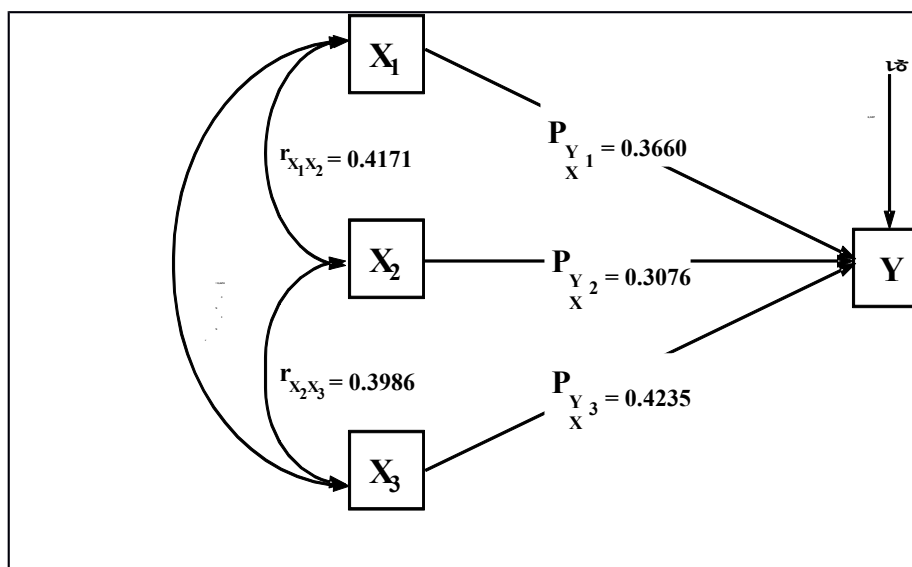 X1
rX1X2 = 0.4171
PYX1 = 0.3660
X2
PYX2 = 0.3076
Y
rX2X3 = 0.3986
PYX3 = 0.4235
X3